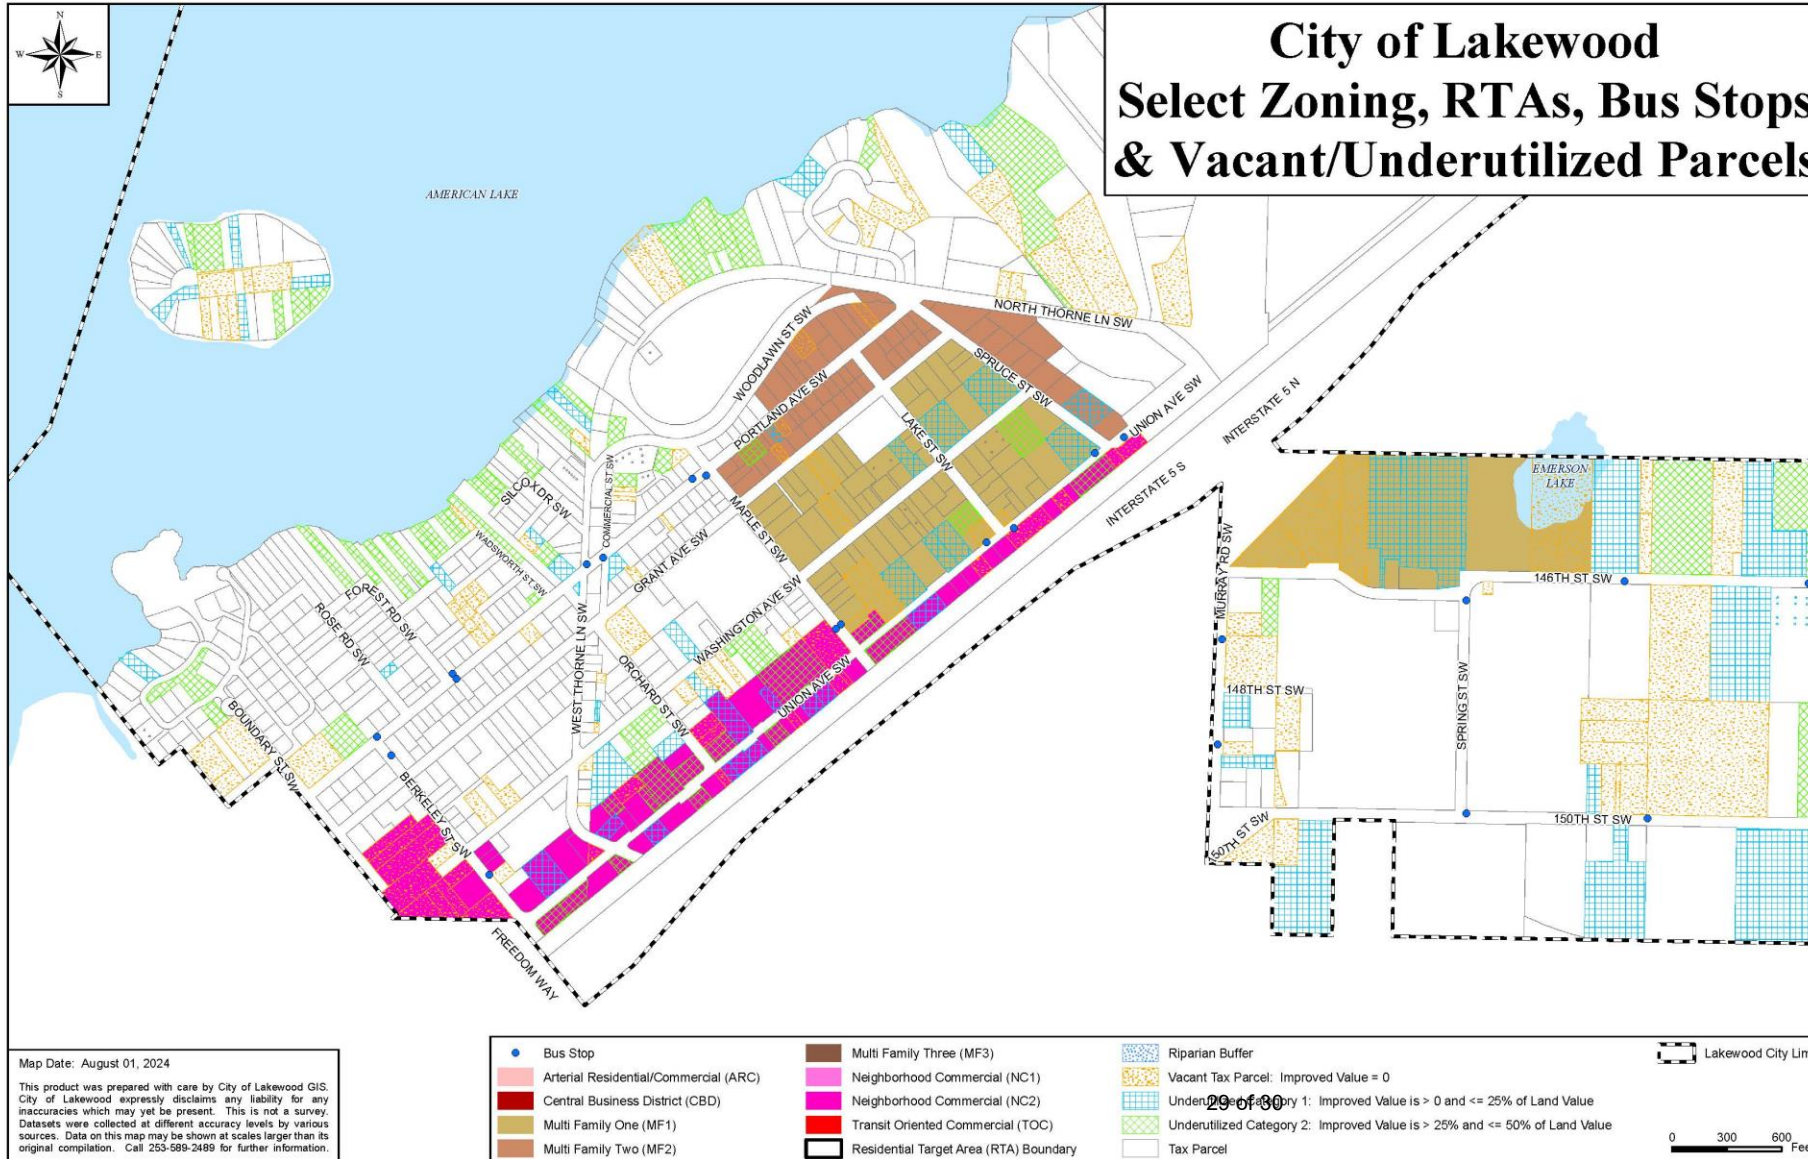 N
W E
S
City of Lakewood
Select Zoning, RTAs, Bus Stops
& Vacant/Underutilized Parcels
AMERICAN LAKE
NORTH THORNE LN SW
WOODLAWN ST SW
PORTLAND AVE SW
SPRUCE ST SW
UNION AVE SW
INTERSTATE 5 N
LAKE ST SW
INTERSTATE 5 S
EMERSON
LAKE
SILCOX DR SW
COMMERCIAL ST SW
MAPLE ST SW
WADSWORTH ST SW
GRANT AVE SW
MURRAY RD SW
146TH ST SW
FOREST RD SW
ROSE RD SW
WASHINGTON AVE SW
WEST THORNE LN SW
ORCHARD ST SW
UNION AVE SW
148TH ST SW
SPRING ST SW
BOUNDARY ST SW
BERKELEY ST SW
150TH ST SW
150TH ST SW
FREEDOM WAY
Map Date: August 01, 2024
This product was prepared with care by City of Lakewood GIS.
City of Lakewood expressly disclaims any liability for any
inaccuracies which may yet be present. This is not a survey.
Datasets were collected at different accuracy levels by various
sources. Data on this map may be shown at scales larger than its
original compilation. Call 253-589-2489 for further information.
Bus Stop
Arterial Residential/Commercial (ARC)
Central Business District (CBD)
Multi Family One (MF1)
Multi Family Two (MF2)
Multi Family Three (MF3)
Neighborhood Commercial (NC1)
Neighborhood Commercial (NC2)
Transit Oriented Commercial (TOC)
Residential Target Area (RTA) Boundary
Riparian Buffer
Vacant Tax Parcel: Improved Value = 0
Underutilized Category 1: Improved Value is > 0 and <= 25% of Land Value
29 of 30
Underutilized Category 2: Improved Value is > 25% and <= 50% of Land Value
Tax Parcel
Lakewood City Lim
0 300 600
Fee